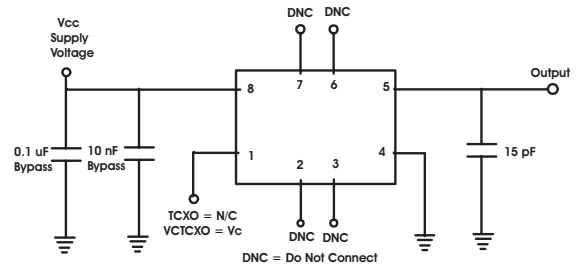 DNC DNC
Vcc
Supply
Voltage
7 6
8 5
Output
0.1 uF 10 nF
Bypass Bypass
1 4
15 pF
2 3
TCXO = N/C
VCTCXO = Vc
DNC DNC
DNC = Do Not Connect